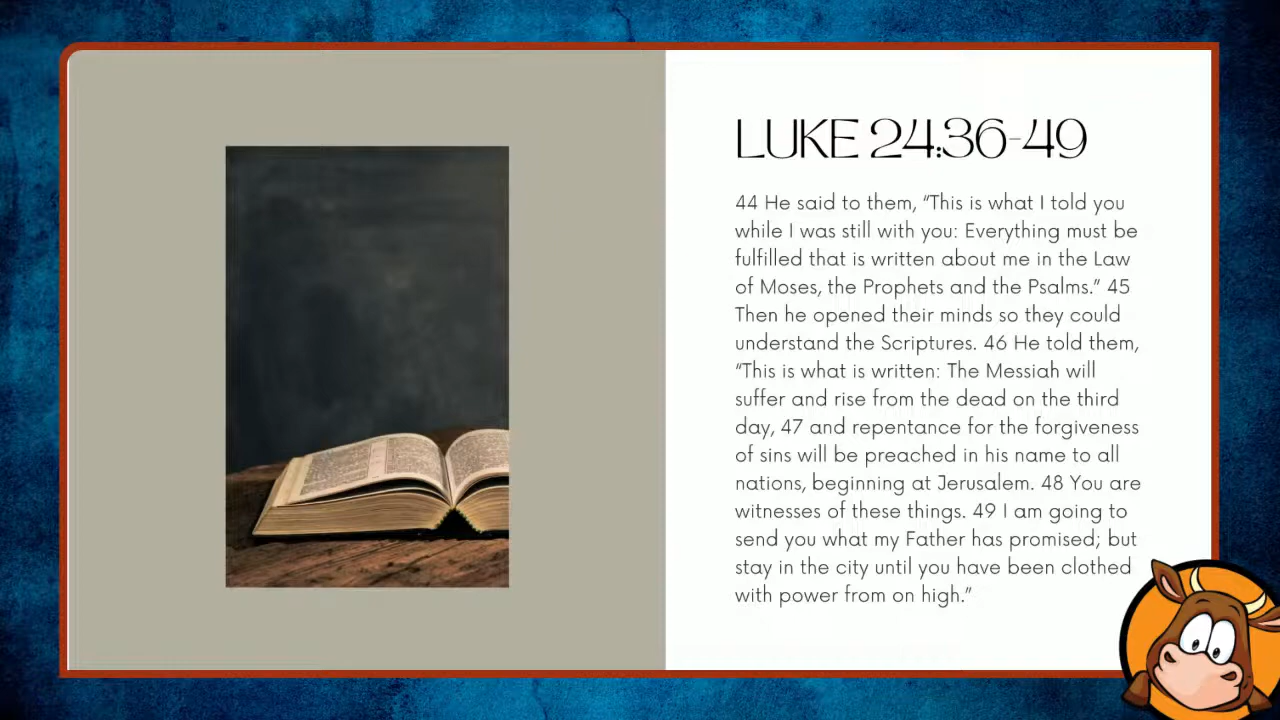 LUKE 24:36-49
44 He said to them, “This is what I told you
while I was still with you: Everything must be
fulfilled that is written about me in the Law
of Moses, the Prophets and the Psalms.” 45
Then he opened their minds so they could
understand the Scriptures. 46 He told them,
“This is what is written: The Messiah will
suffer and rise from the dead on the third
day, 47 and repentance for the forgiveness
of sins will be preached in his name to all
nations, beginning at Jerusalem. 48 You are
witnesses of these things. 49 I am going to
send you what my Father has promised; but
stay in the city until you have been clothed
with power from on high.”